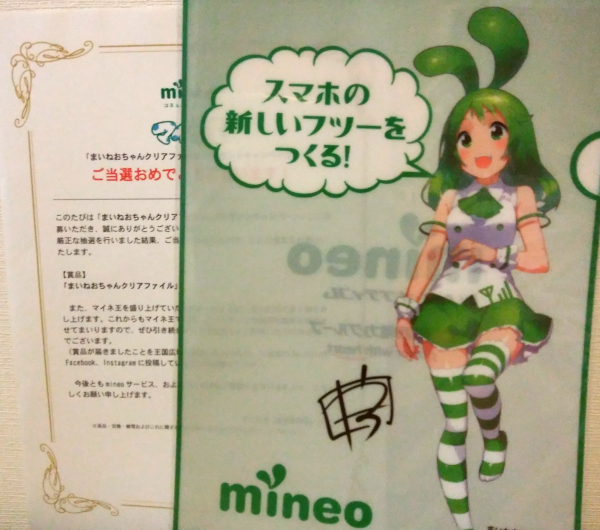 mi
「まいねおちゃんクリアファ
ご当選おめで
このたびは「まいねおちゃんクリア
募いただき、誠にありがとうござい
厳正な抽選を行いました結果、ご当
たします。
【賞品】
「まいねおちゃんクリアファイル」
また、マイネ王を盛り上げていた
し上げます。これからもマイネ王
せてまいりますので、ぜひ引き続
でございます。
（賞品が届きましたことを王国広
Facebook、Instagramに投稿してい
今後ともmineoサービス、およ
しくお願い申し上げます。
スマホの
新しいフツーを
つくる!
mineo
mineo